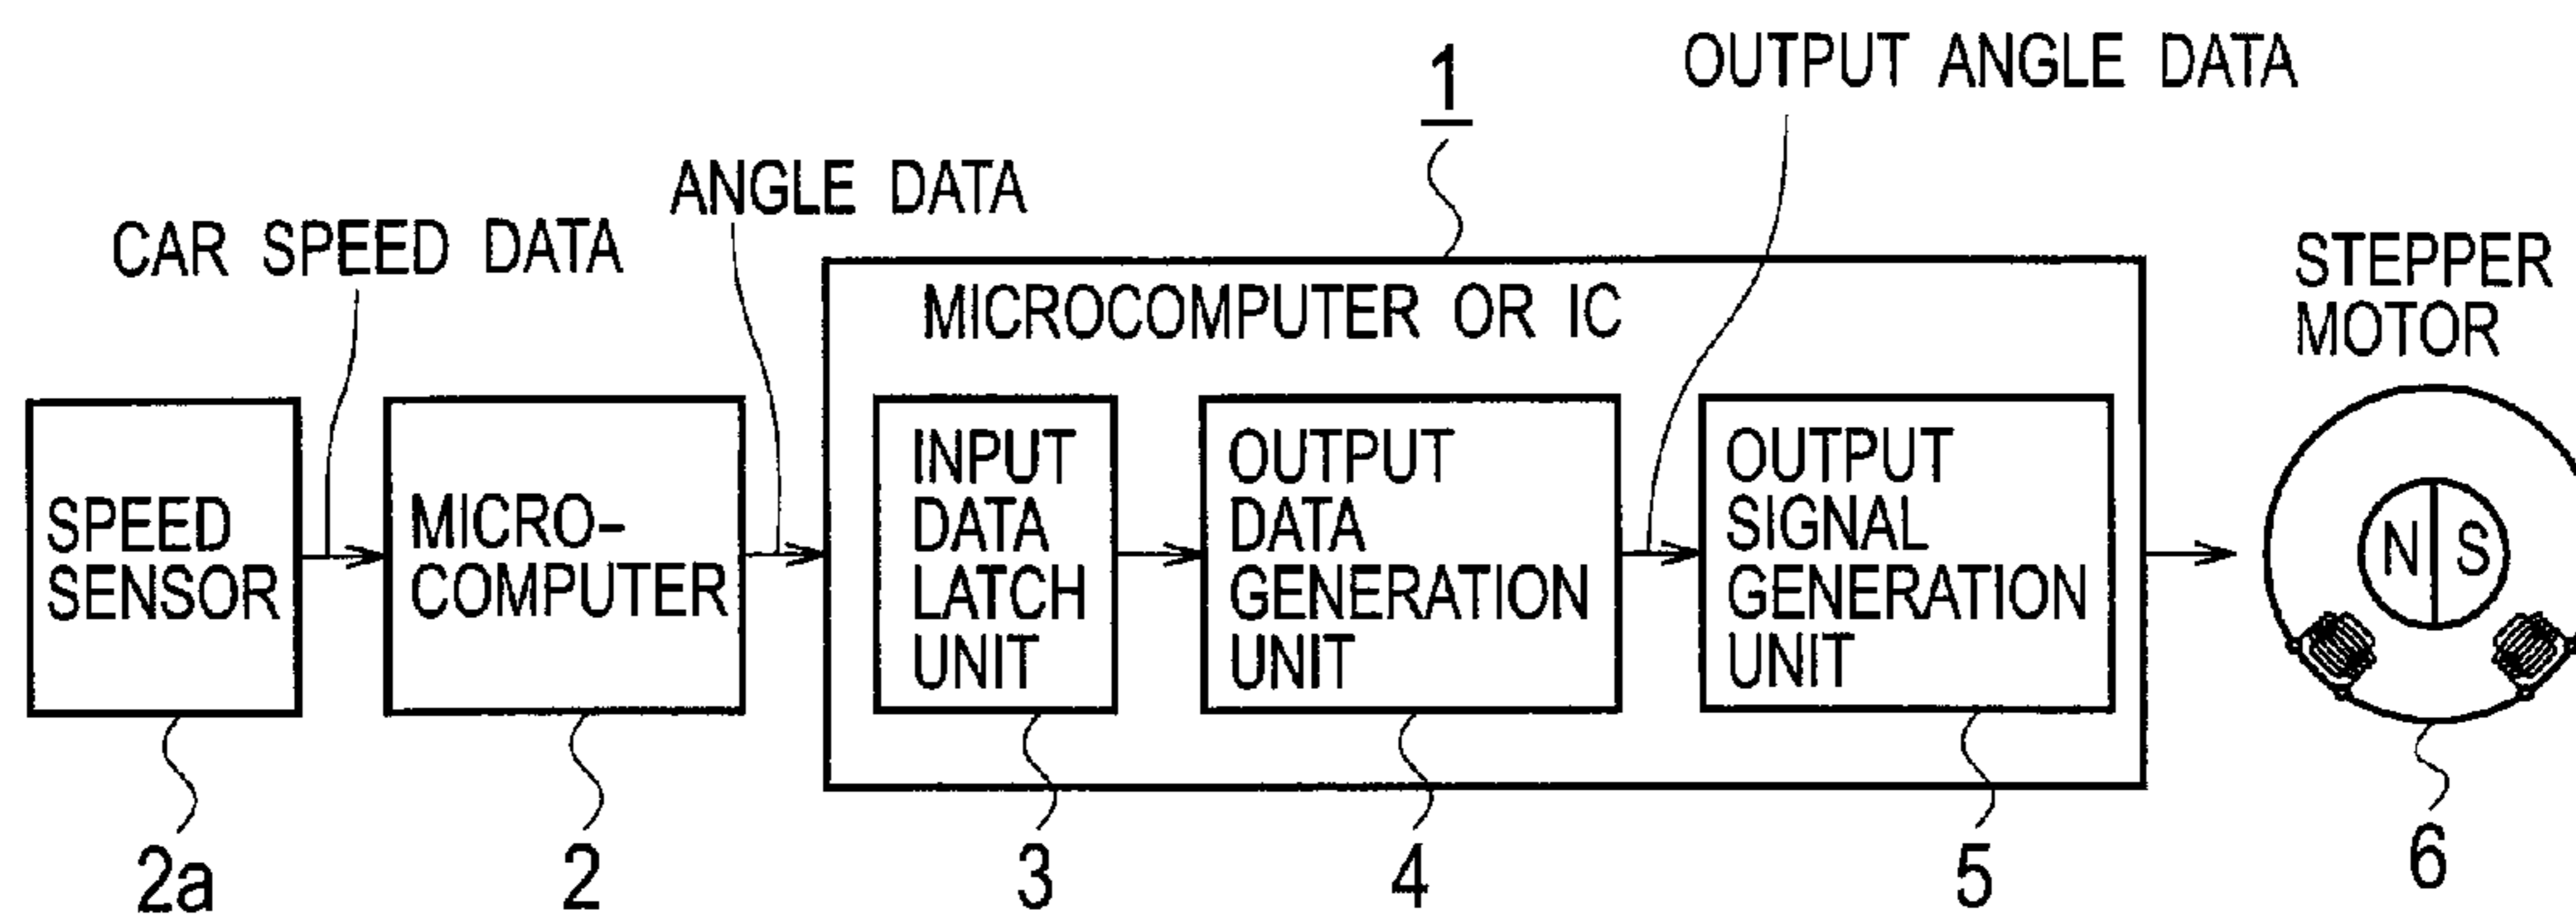 1
OUTPUT ANGLE DATA
ANGLE DATA
CAR SPEED DATA
MICROCOMPUTER OR IC
STEPPER
MOTOR
SPEED
SENSOR
MICRO-
COMPUTER
INPUT
DATA
LATCH
UNIT
OUTPUT
DATA
GENERATION
UNIT
OUTPUT
SIGNAL
GENERATION
UNIT
N S
2a
2
3
4
5
6